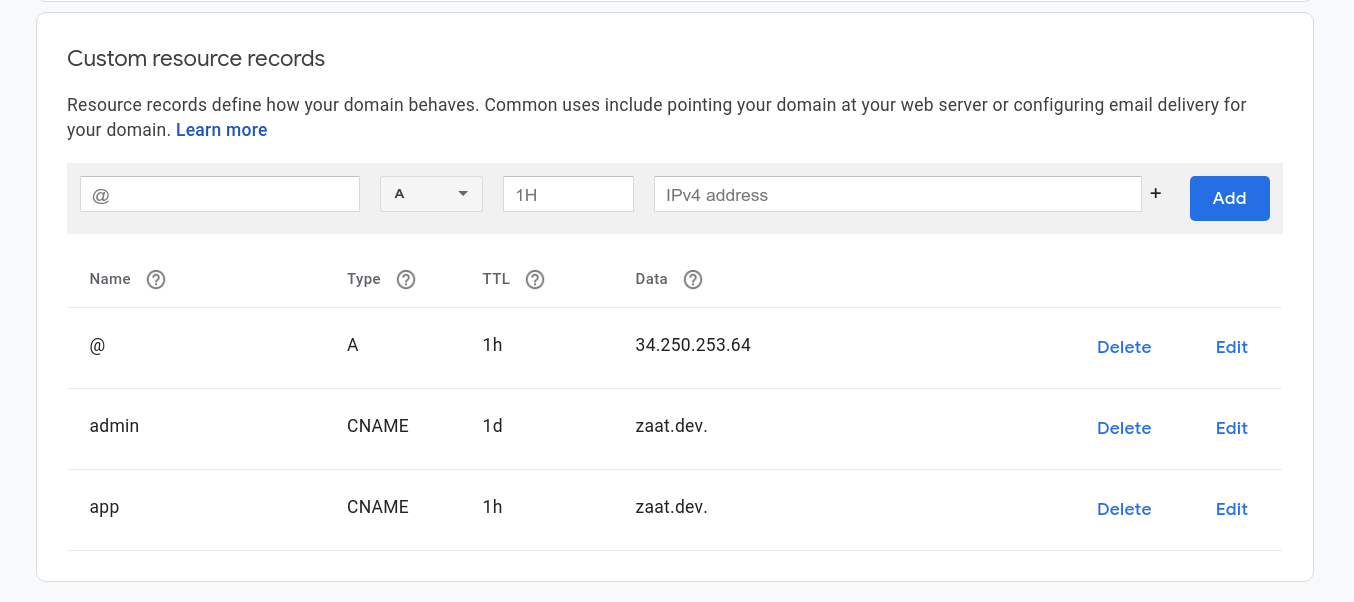 Custom resource records
Resource records define how your domain behaves. Common uses include pointing your domain at your web server or configuring email delivery for
your domain. Learn more
@ A 1H IPv4 address + Add
Name ? Type ? TTL ? Data ?
@ A 1h 34.250.253.64 Delete Edit
admin CNAME 1d zaat.dev. Delete Edit
app CNAME 1h zaat.dev. Delete Edit